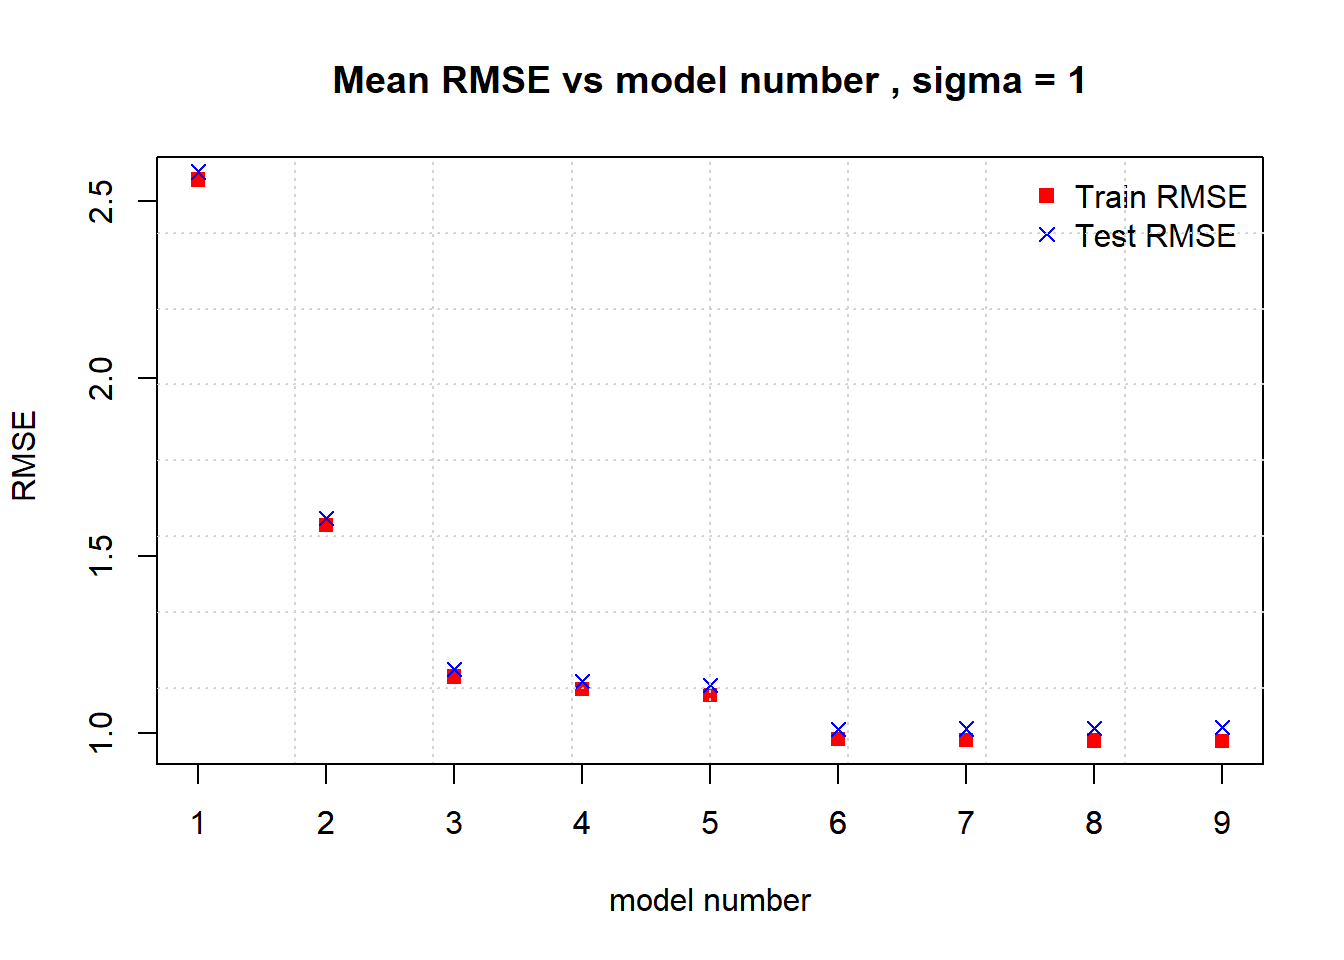 Mean RMSE vs model number , sigma = 1
Train RMSE
Test RMSE
RMSE
2.5
2.0
1.5
1.0
1 2 3 4 5 6 7 8 9
model number